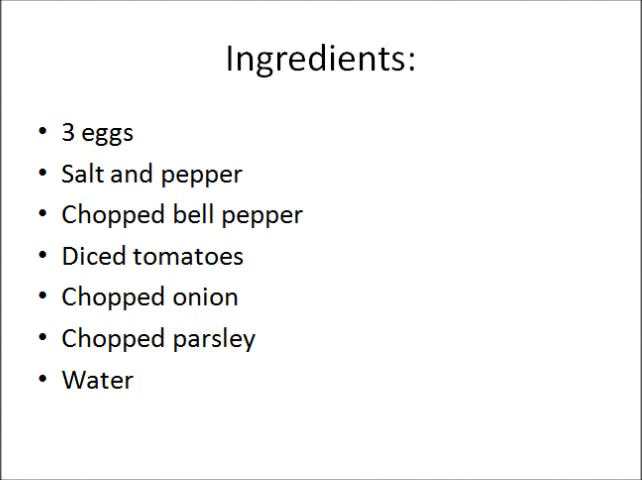 Ingredients:
• 3 eggs
• Salt and pepper
• Chopped bell pepper
• Diced tomatoes
• Chopped onion
• Chopped parsley
• Water